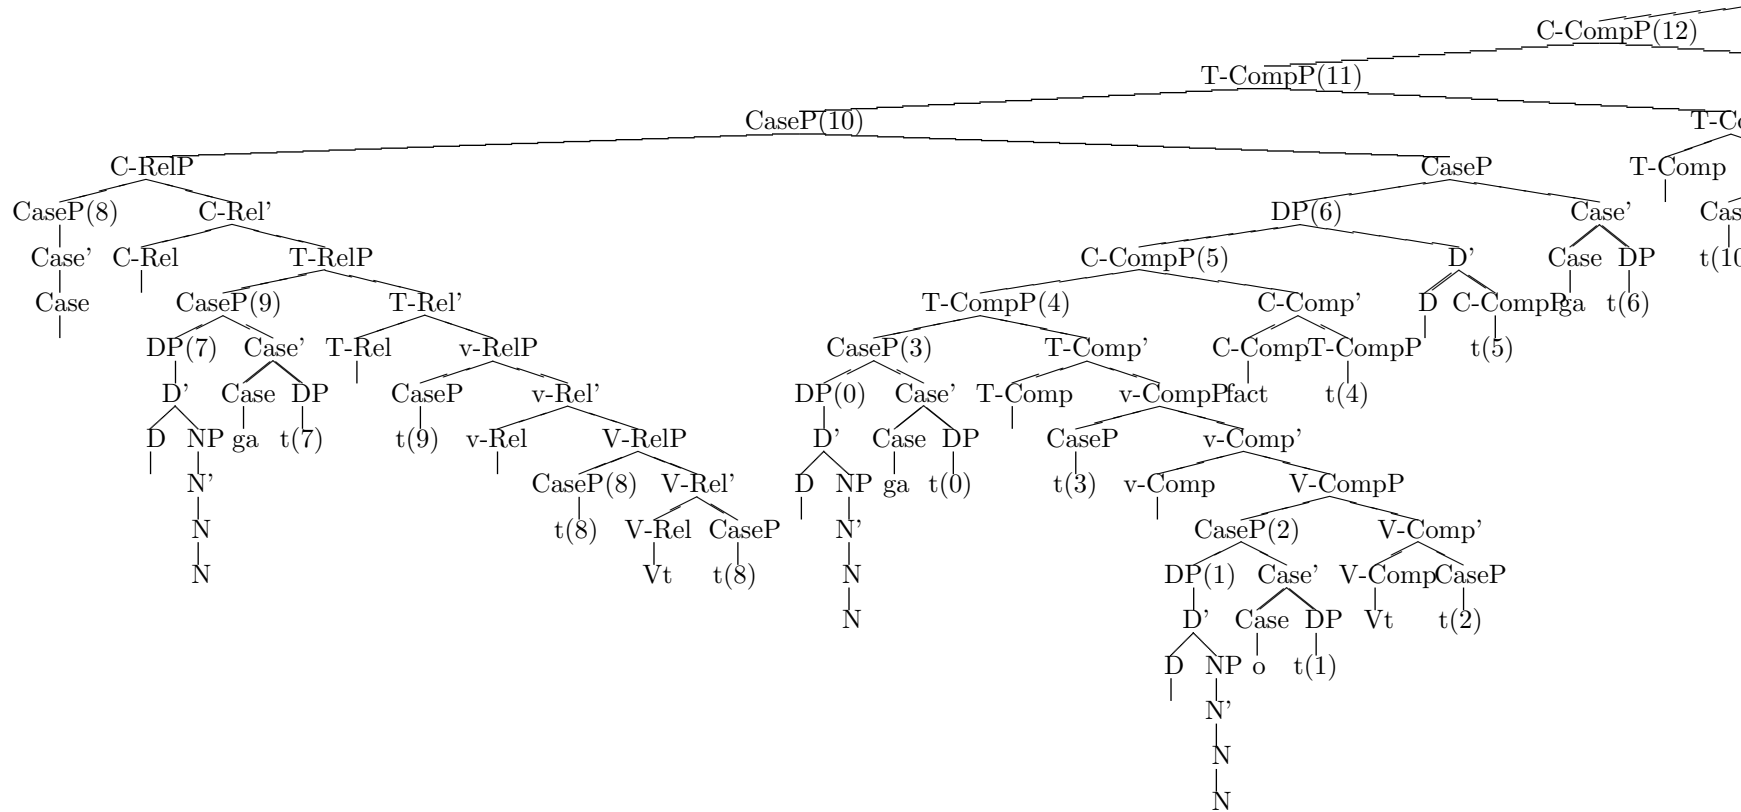 C-CompP(12)
T-CompP(11)
CaseP(10) T-Co
C-RelP CaseP T-Comp
CaseP(8) C-Rel' DP(6) Case' Cas
Case' C-Rel T-RelP C-CompP(5) D' Case DP t(10
Case CaseP(9) T-Rel' T-CompP(4) C-Comp' D C-CompP ga t(6)
DP(7) Case' T-Rel v-RelP CaseP(3) T-Comp' C-Comp T-CompP t(5)
D' Case DP CaseP v-Rel' DP(0) Case' T-Comp v-CompP fact t(4)
D NP ga t(7) t(9) v-Rel V-RelP D' Case DP CaseP v-Comp'
N' CaseP(8) V-Rel' D NP ga t(0) t(3) v-Comp V-CompP
N t(8) V-Rel CaseP N' CaseP(2) V-Comp'
N Vt t(8) N DP(1) Case' V-Comp CaseP
N D' Case DP Vt t(2)
D NP o t(1)
N'
N
N